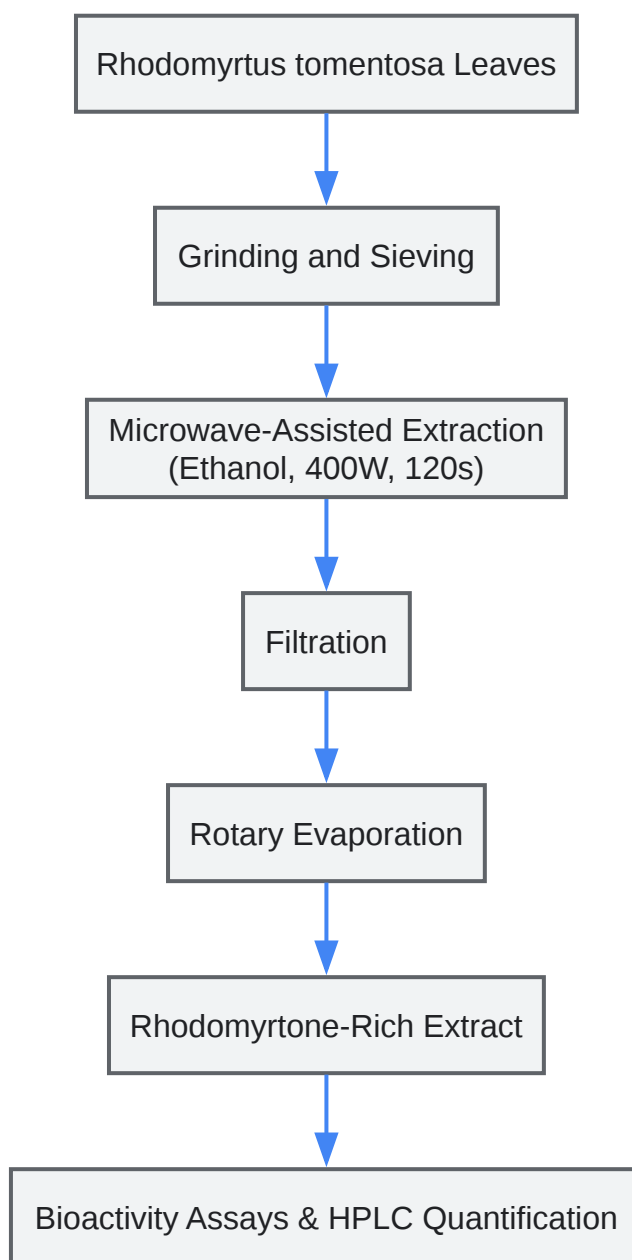 Rhodomyrtus tomentosa Leaves
Grinding and Sieving
Microwave-Assisted Extraction
(Ethanol, 400W, 120s)
Filtration
Rotary Evaporation
Rhodomyrtone-Rich Extract
Bioactivity Assays & HPLC Quantification